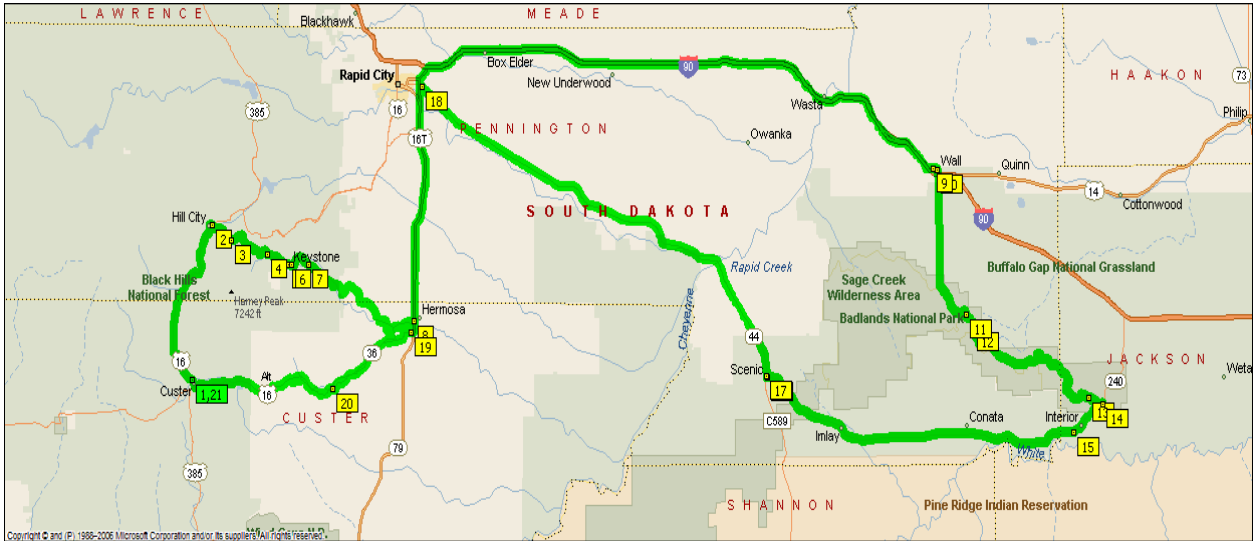 LAWRENCE
MEADE
Blackhawk
Rapid City
Box Elder
New Underwood
90
HAAKON
73
385
16
18
Wasta
Philip
16T
PENNINGTON
Owanka
Wall
Quinn
9
14
Cottonwood
90
Hill City
2
3
SOUTH DAKOTA
4
Keystone
6
7
Rapid Creek
Buffalo Gap National Grassland
Black Hills
National Forest
Harney Peak
7242 ft
Sage Creek
Wilderness Area
Badlands National Park
Cheyenne
Hermosa
8
19
11
12
44
36
JACKSON
16
Scenic
240
Custer
1,21
Alt
16
20
17
CUSTER
C589
Imlay
Conata
Interior
13
14
15
White
79
385
SHANNON
Pine Ridge Indian Reservation
Copyright © and (P) 1988–2006 Microsoft Corporation and/or its suppliers. All rights reserved.